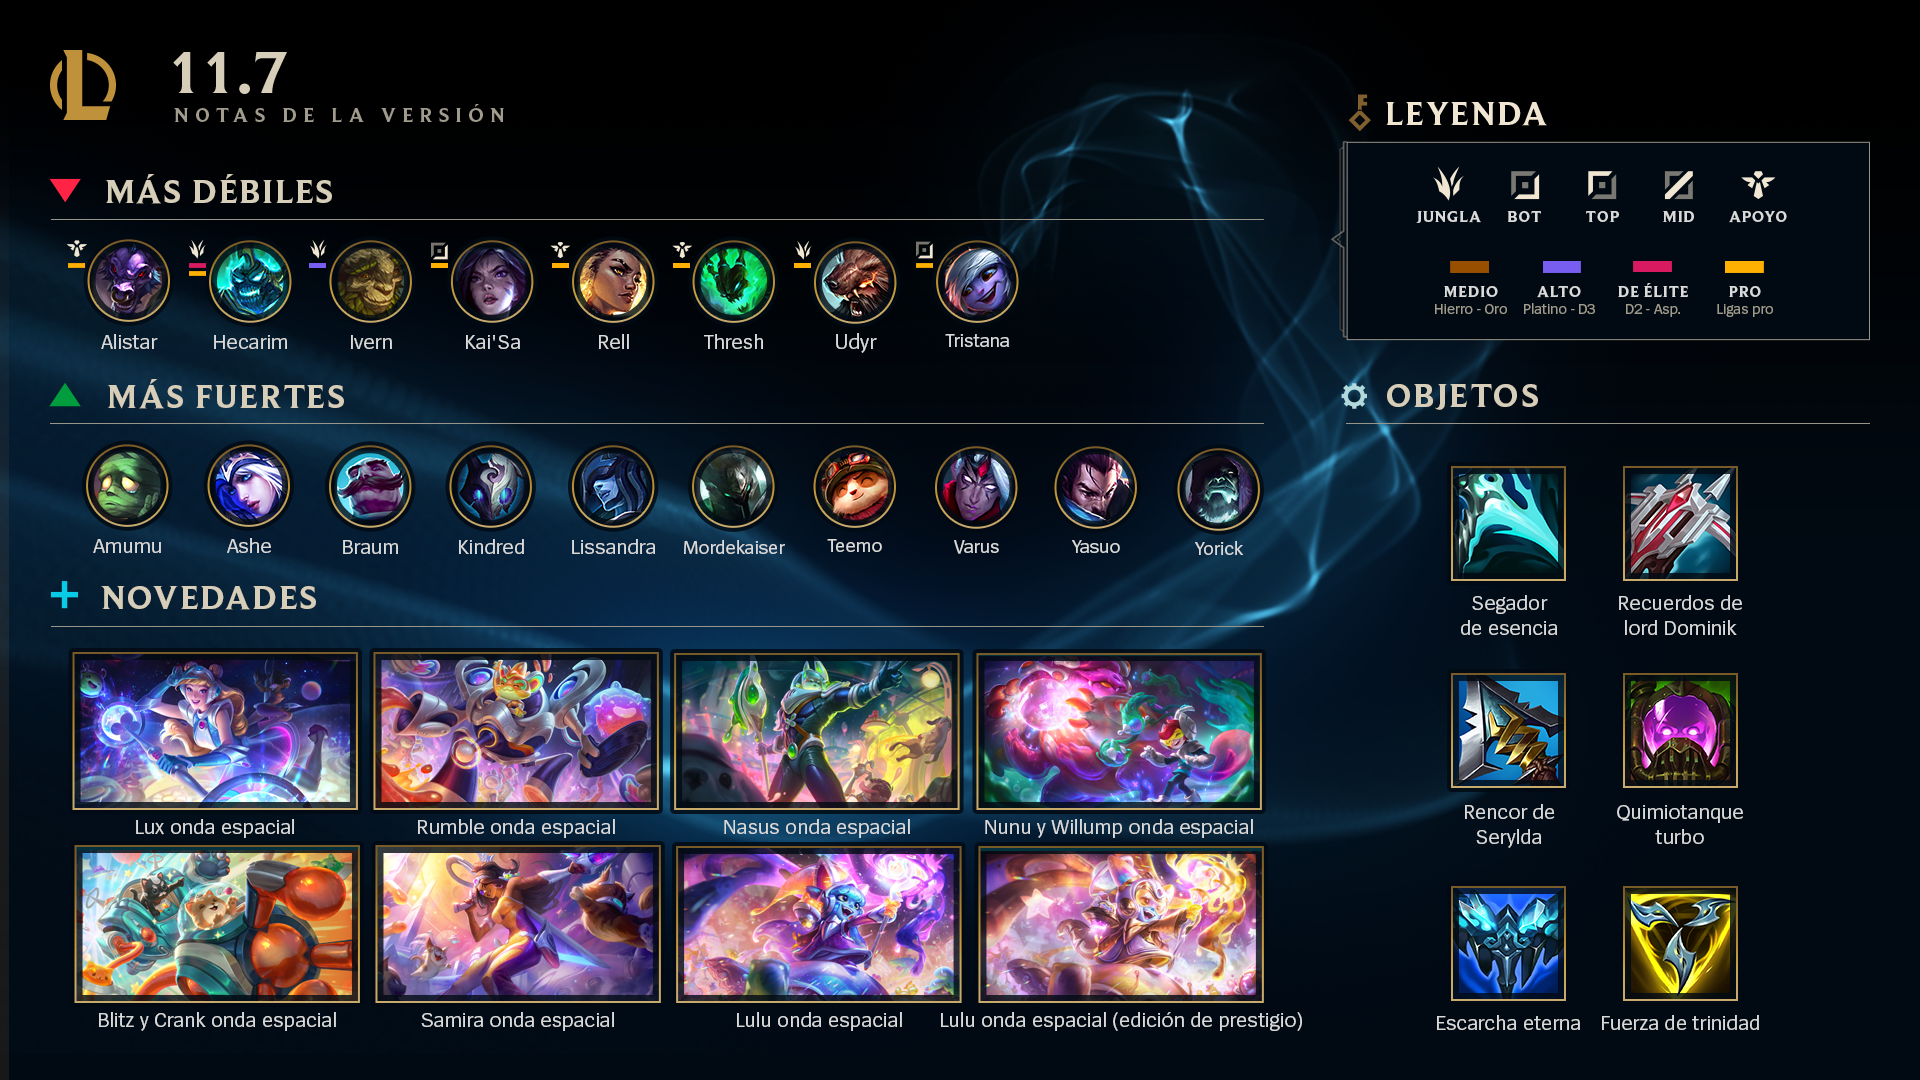 11.7
NOTAS DE LA VERSIÓN
MÁS DÉBILES
Alistar
Hecarim
Ivern
Kai'Sa
Rell
Thresh
Udyr
Tristana
MÁS FUERTES
Amumu
Ashe
Braum
Kindred
Lissandra
Mordekaiser
Teemo
Varus
Yasuo
Yorick
NOVEDADES
Lux onda espacial
Rumble onda espacial
Nasus onda espacial
Nunu y Willump onda espacial
Blitz y Crank onda espacial
Samira onda espacial
Lulu onda espacial
Lulu onda espacial (edición de prestigio)
LEYENDA
JUNGLA
BOT
TOP
MID
APOYO
MEDIO
Hierro - Oro
ALTO
Platino - D3
DE ÉLITE
D2 - Asp.
PRO
Ligas pro
OBJETOS
Segador
de esencia
Recuerdos de
lord Dominik
Rencor de
Serylda
Quimiotanque
turbo
Escarcha eterna
Fuerza de trinidad